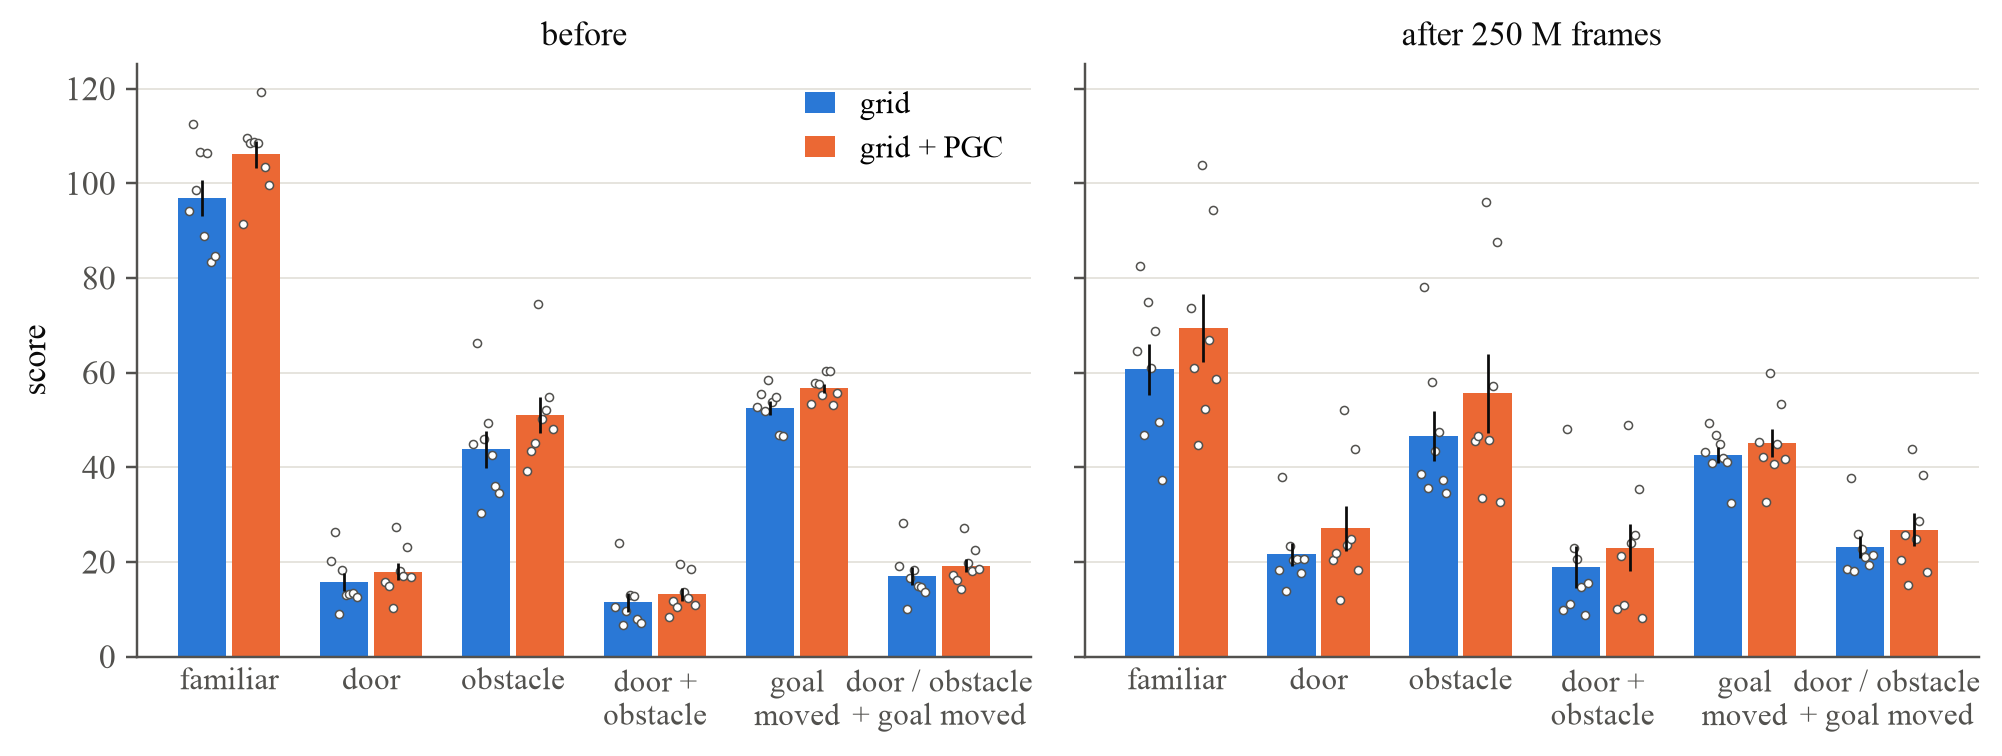 before
after 250 M frames
grid
grid + PGC
score
120
100
80
60
40
20
0
familiar
door
obstacle
door +
obstacle
goal
moved
door / obstacle
+ goal moved
familiar
door
obstacle
door +
obstacle
goal
moved
door / obstacle
+ goal moved